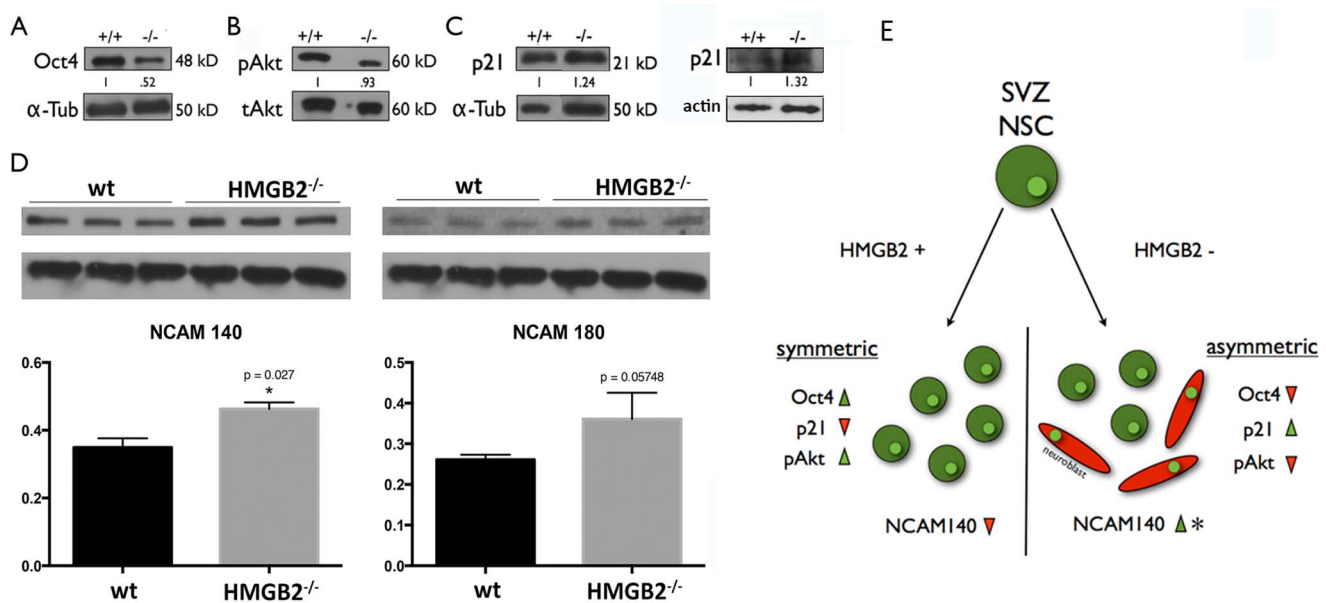 A
+/+ -/-
Oct4
48 kD
1 .52
α-Tub
50 kD
B
+/+ -/-
pAkt
60 kD
1 .93
tAkt
60 kD
C
+/+ -/-
p21
21 kD
1 1.24
α-Tub
50 kD
+/+ -/-
p21
1 1.32
actin
D
wt HMGB2-/-
wt HMGB2-/-
NCAM 140
0.6
0.4
0.2
0.0
p = 0.027
*
wt HMGB2-/-
NCAM 180
0.5
0.4
0.3
0.2
0.1
0.0
p = 0.05748
wt HMGB2-/-
E
SVZ
NSC
HMGB2 +
HMGB2 -
symmetric
Oct4
p21
pAkt
NCAM140
neuroblast
asymmetric
Oct4
p21
pAkt
NCAM140 *